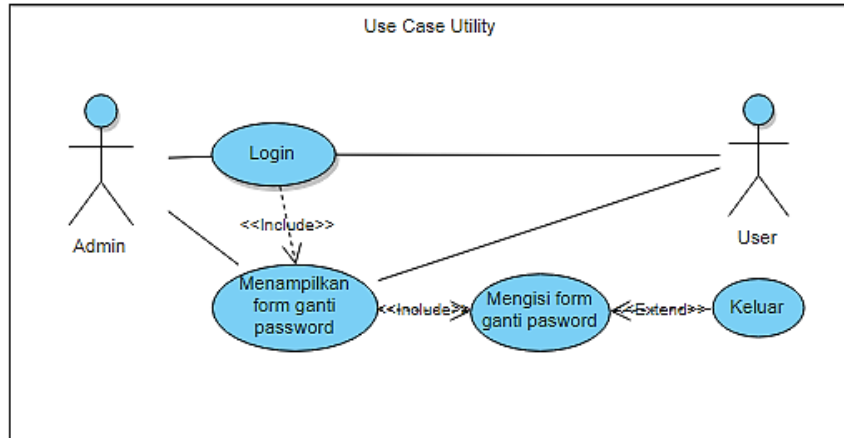 Use Case Utility
Login
<<Include>>
Admin
User
Menampilkan
form ganti
password
<<Include>>
Mengisi form
ganti pasword
<<Extend>>
Keluar